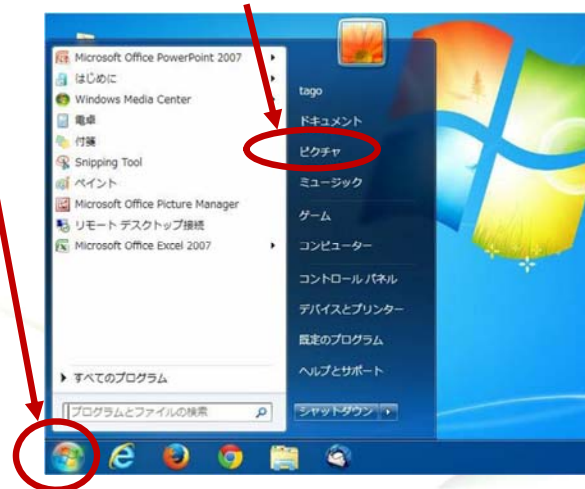 Microsoft Office PowerPoint 2007
はじめに
Windows Media Center
電卓
付箋
Snipping Tool
ペイント
Microsoft Office Picture Manager
リモート デスクトップ接続
Microsoft Office Excel 2007
すべてのプログラム
プログラムとファイルの検索
tago
ドキュメント
ピクチャ
ミュージック
ゲーム
コンピューター
コントロール パネル
デバイスとプリンター
既定のプログラム
ヘルプとサポート
シャットダウン